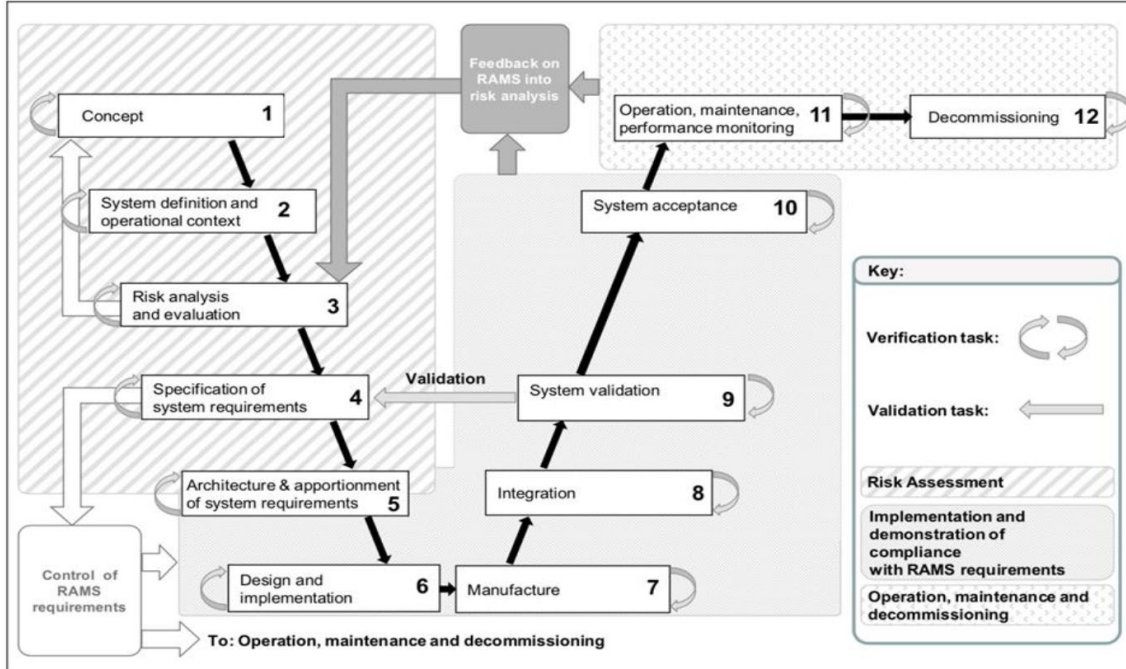 Concept 1
System definition and
operational context 2
Risk analysis
and evaluation 3
Specification of
system requirements 4
Architecture & apportionment
of system requirements 5
Design and
implementation 6
Manufacture 7
Integration 8
System validation 9
Validation
System acceptance 10
Operation, maintenance,
performance monitoring 11
Decommissioning 12
Feedback on
RAMS into
risk analysis
Control of
RAMS
requirements
To: Operation, maintenance and decommissioning
Key:
Verification task:
Validation task:
Risk Assessment
Implementation and
demonstration of
compliance
with RAMS requirements
Operation, maintenance and
decommissioning